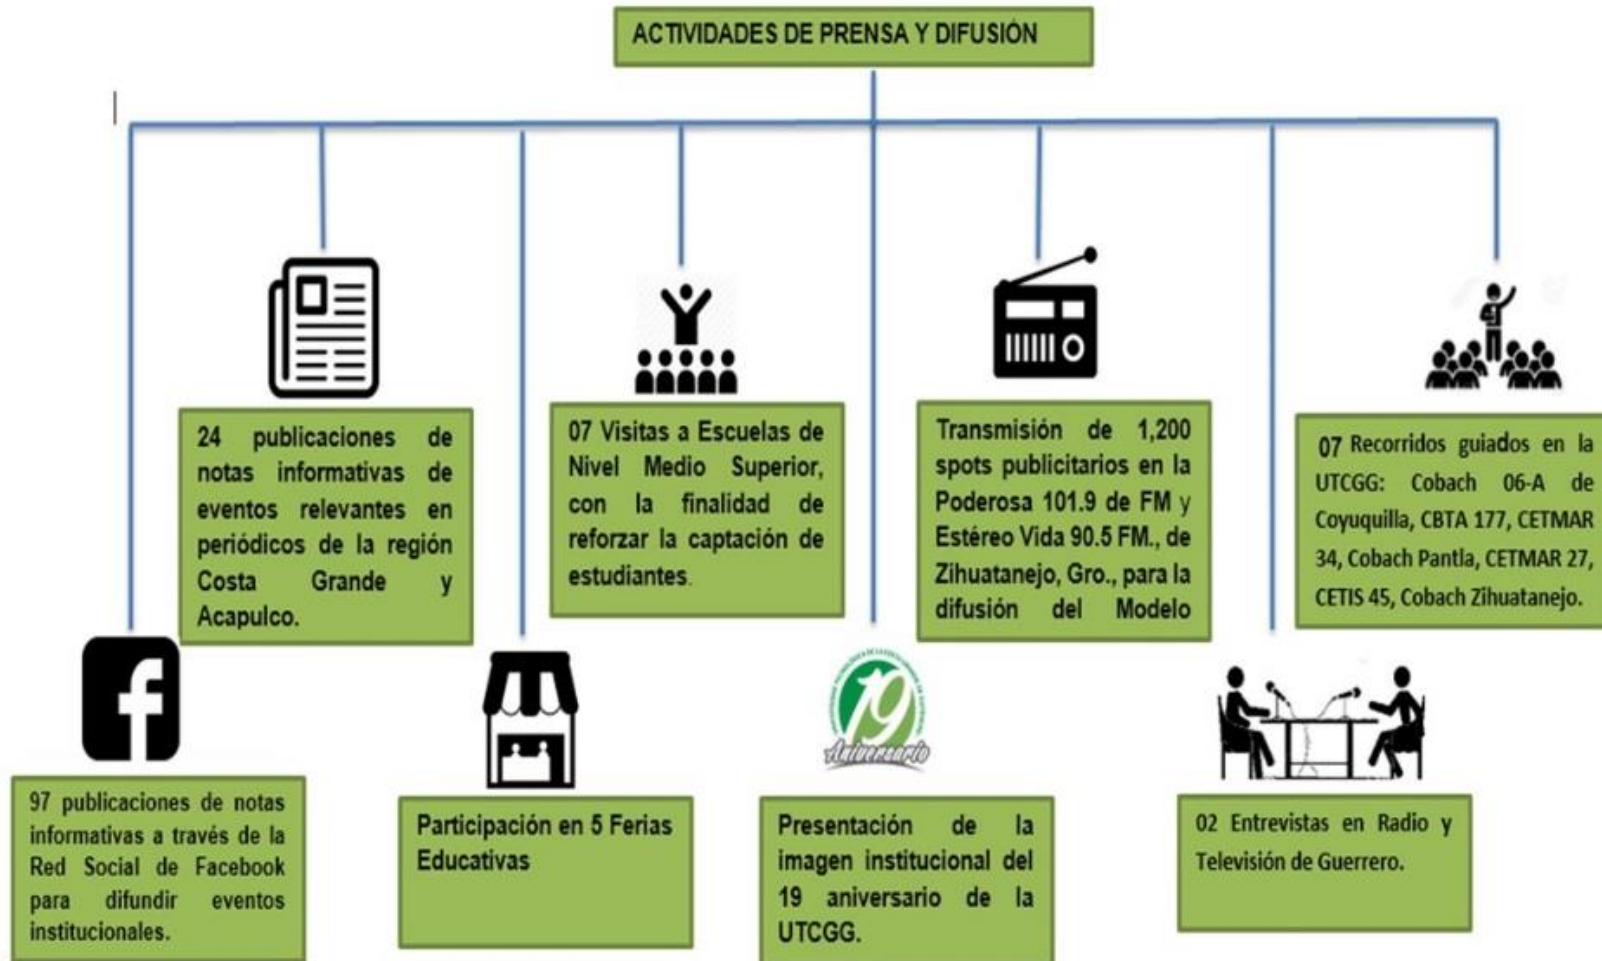 ACTIVIDADES DE PRENSA Y DIFUSIÓN
24 publicaciones de
notas informativas de
eventos relevantes en
periódicos de la región
Costa Grande y
Acapulco.
07 Visitas a Escuelas de
Nivel Medio Superior,
con la finalidad de
reforzar la captación de
estudiantes.
Transmisión de 1,200
spots publicitarios en la
Poderosa 101.9 de FM y
Estéreo Vida 90.5 FM., de
Zihuatanejo, Gro., para la
difusión del Modelo
07 Recorridos guiados en la
UTCGG: Cobach 06-A de
Coyuquilla, CBTA 177, CETMAR
34, Cobach Pantla, CETMAR 27,
CETIS 45, Cobach Zihuatanejo.
97 publicaciones de notas
informativas a través de la
Red Social de Facebook
para difundir eventos
institucionales.
Participación en 5 Ferias
Educativas
19
Aniversario
Presentación de la
imagen institucional del
19 aniversario de la
UTCGG.
02 Entrevistas en Radio y
Televisión de Guerrero.